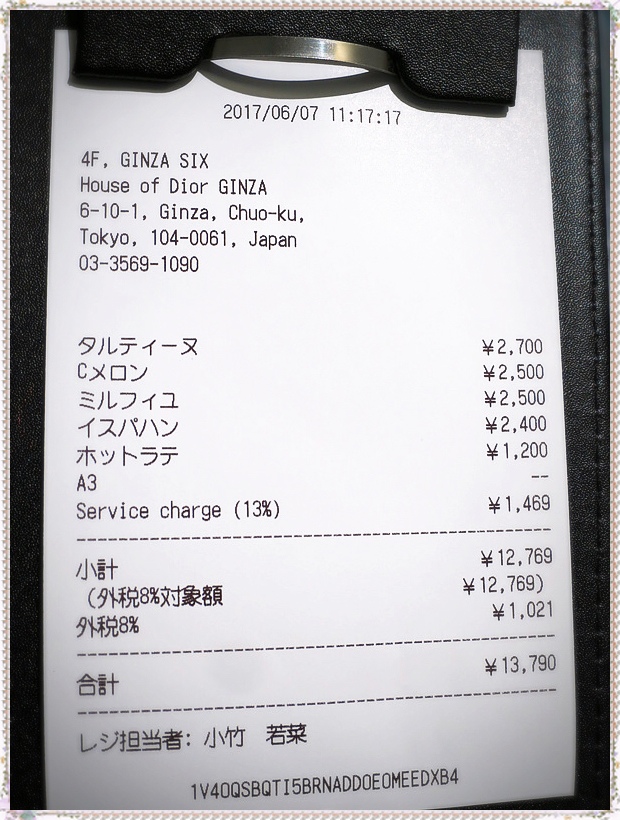 2017/06/07 11:17:17
4F, GINZA SIX
House of Dior GINZA
6-10-1, Ginza, Chuo-ku,
Tokyo, 104-0061, Japan
03-3569-1090
タルティーヌ ¥2,700
Cメロン ¥2,500
ミルフィユ ¥2,500
イスパハン ¥2,400
ホットラテ ¥1,200
A3 --
Service charge (13%) ¥1,469
小計 ¥12,769
(外税8%対象額 ¥12,769)
外税8% ¥1,021
合計 ¥13,790
レジ担当者: 小竹 若菜
1V40QSBQTI5BRNADDOEOMEEDXB4